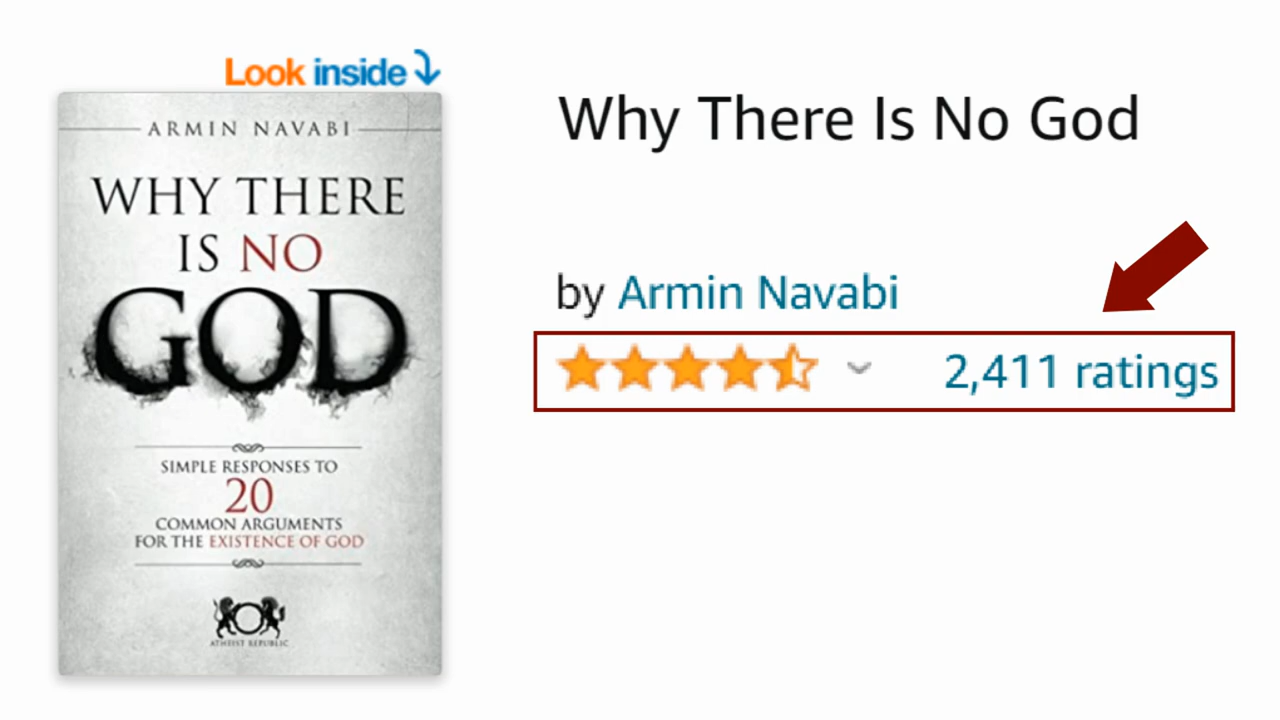 Look inside
ARMIN NAVABI
WHY THERE
IS NO
GOD
SIMPLE RESPONSES TO
20
COMMON ARGUMENTS
FOR THE EXISTENCE OF GOD
ATHEIST REPUBLIC
Why There Is No God
by Armin Navabi
2,411 ratings